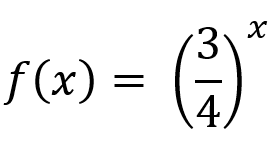 f(x) = (3/4)^x